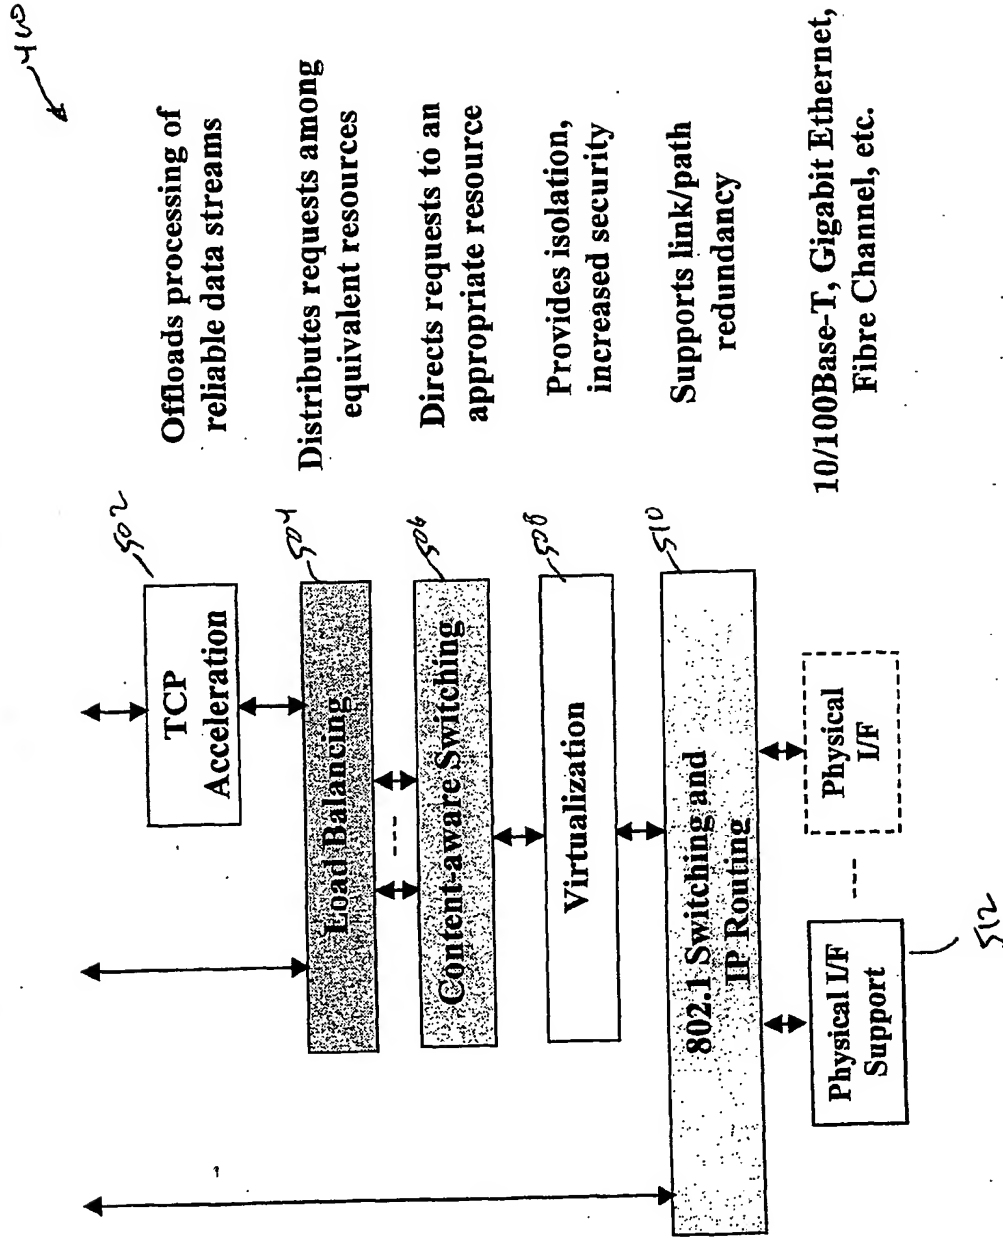 400
502
TCP
Acceleration
Offloads processing of
reliable data streams
504
Load Balancing
Distributes requests among
equivalent resources
506
Content-aware Switching
Directs requests to an
appropriate resource
508
Virtualization
Provides isolation,
increased security
510
802.1 Switching and
IP Routing
Supports link/path
redundancy
Physical I/F
Support
512
Physical
I/F
10/100Base-T, Gigabit Ethernet,
Fibre Channel, etc.